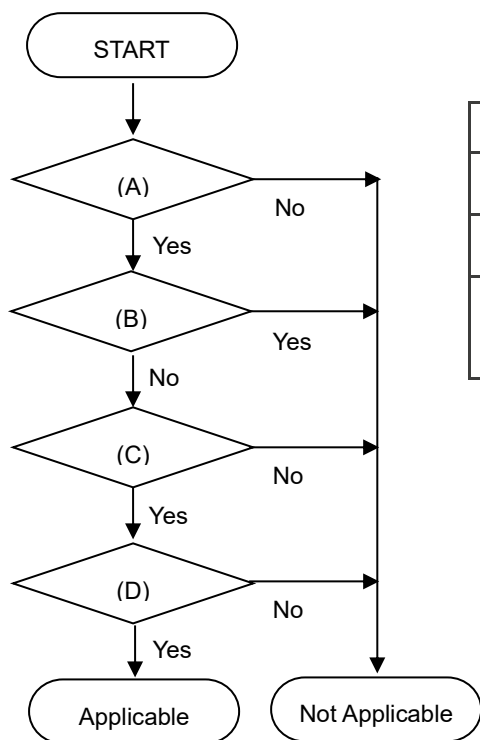 START
(A)
No
Yes
(B)
Yes
No
(C)
No
Yes
(D)
No
Yes
Applicable
Not Applicable